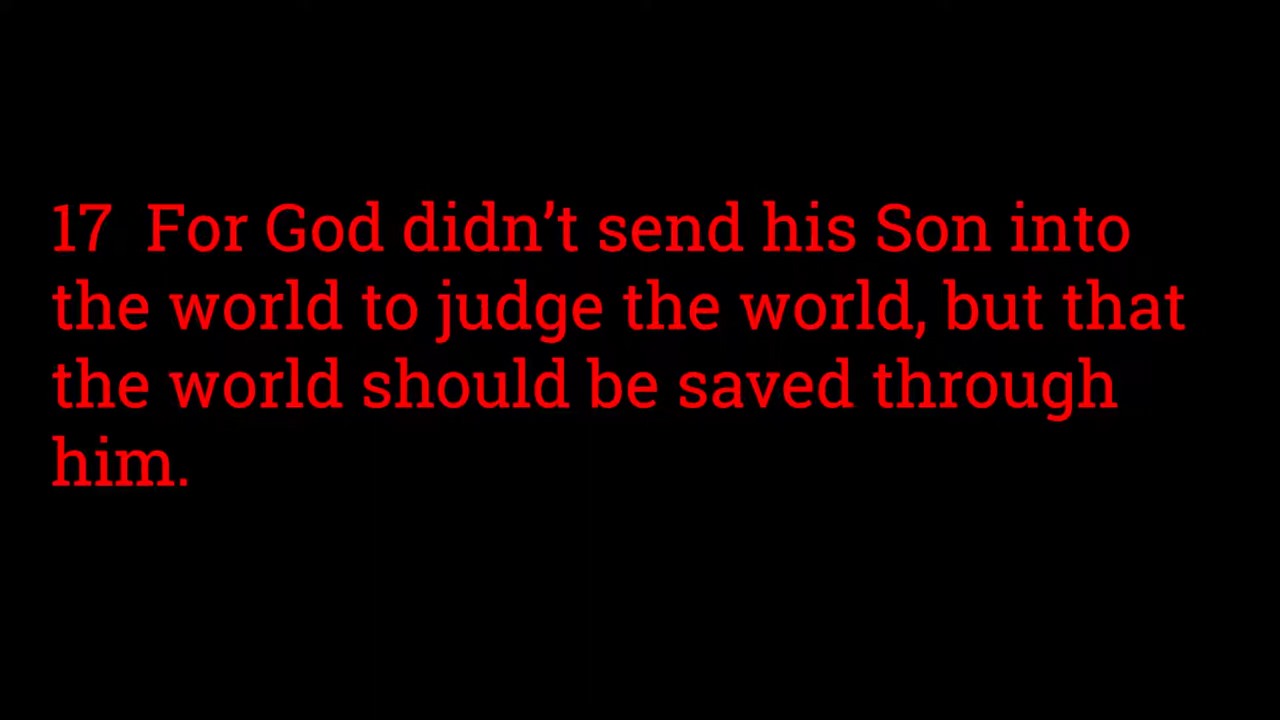 17  For God didn’t send his Son into
the world to judge the world, but that
the world should be saved through
him.